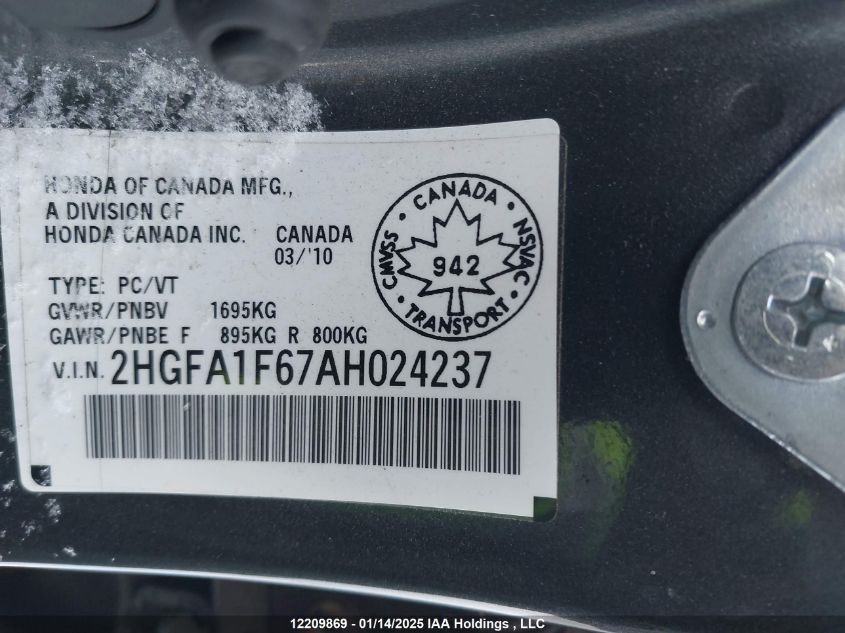 HONDA OF CANADA MFG.,
A DIVISION OF
HONDA CANADA INC. CANADA
03/'10
TYPE: PC/VT
GVWR/PNBV 1695KG
GAWR/PNBE F 895KG R 800KG
V.I.N. 2HGFA1F67AH024237
• CANADA •
CMVSS NSVAC
942
• TRANSPORT •
12209869 - 01/14/2025 IAA Holdings , LLC